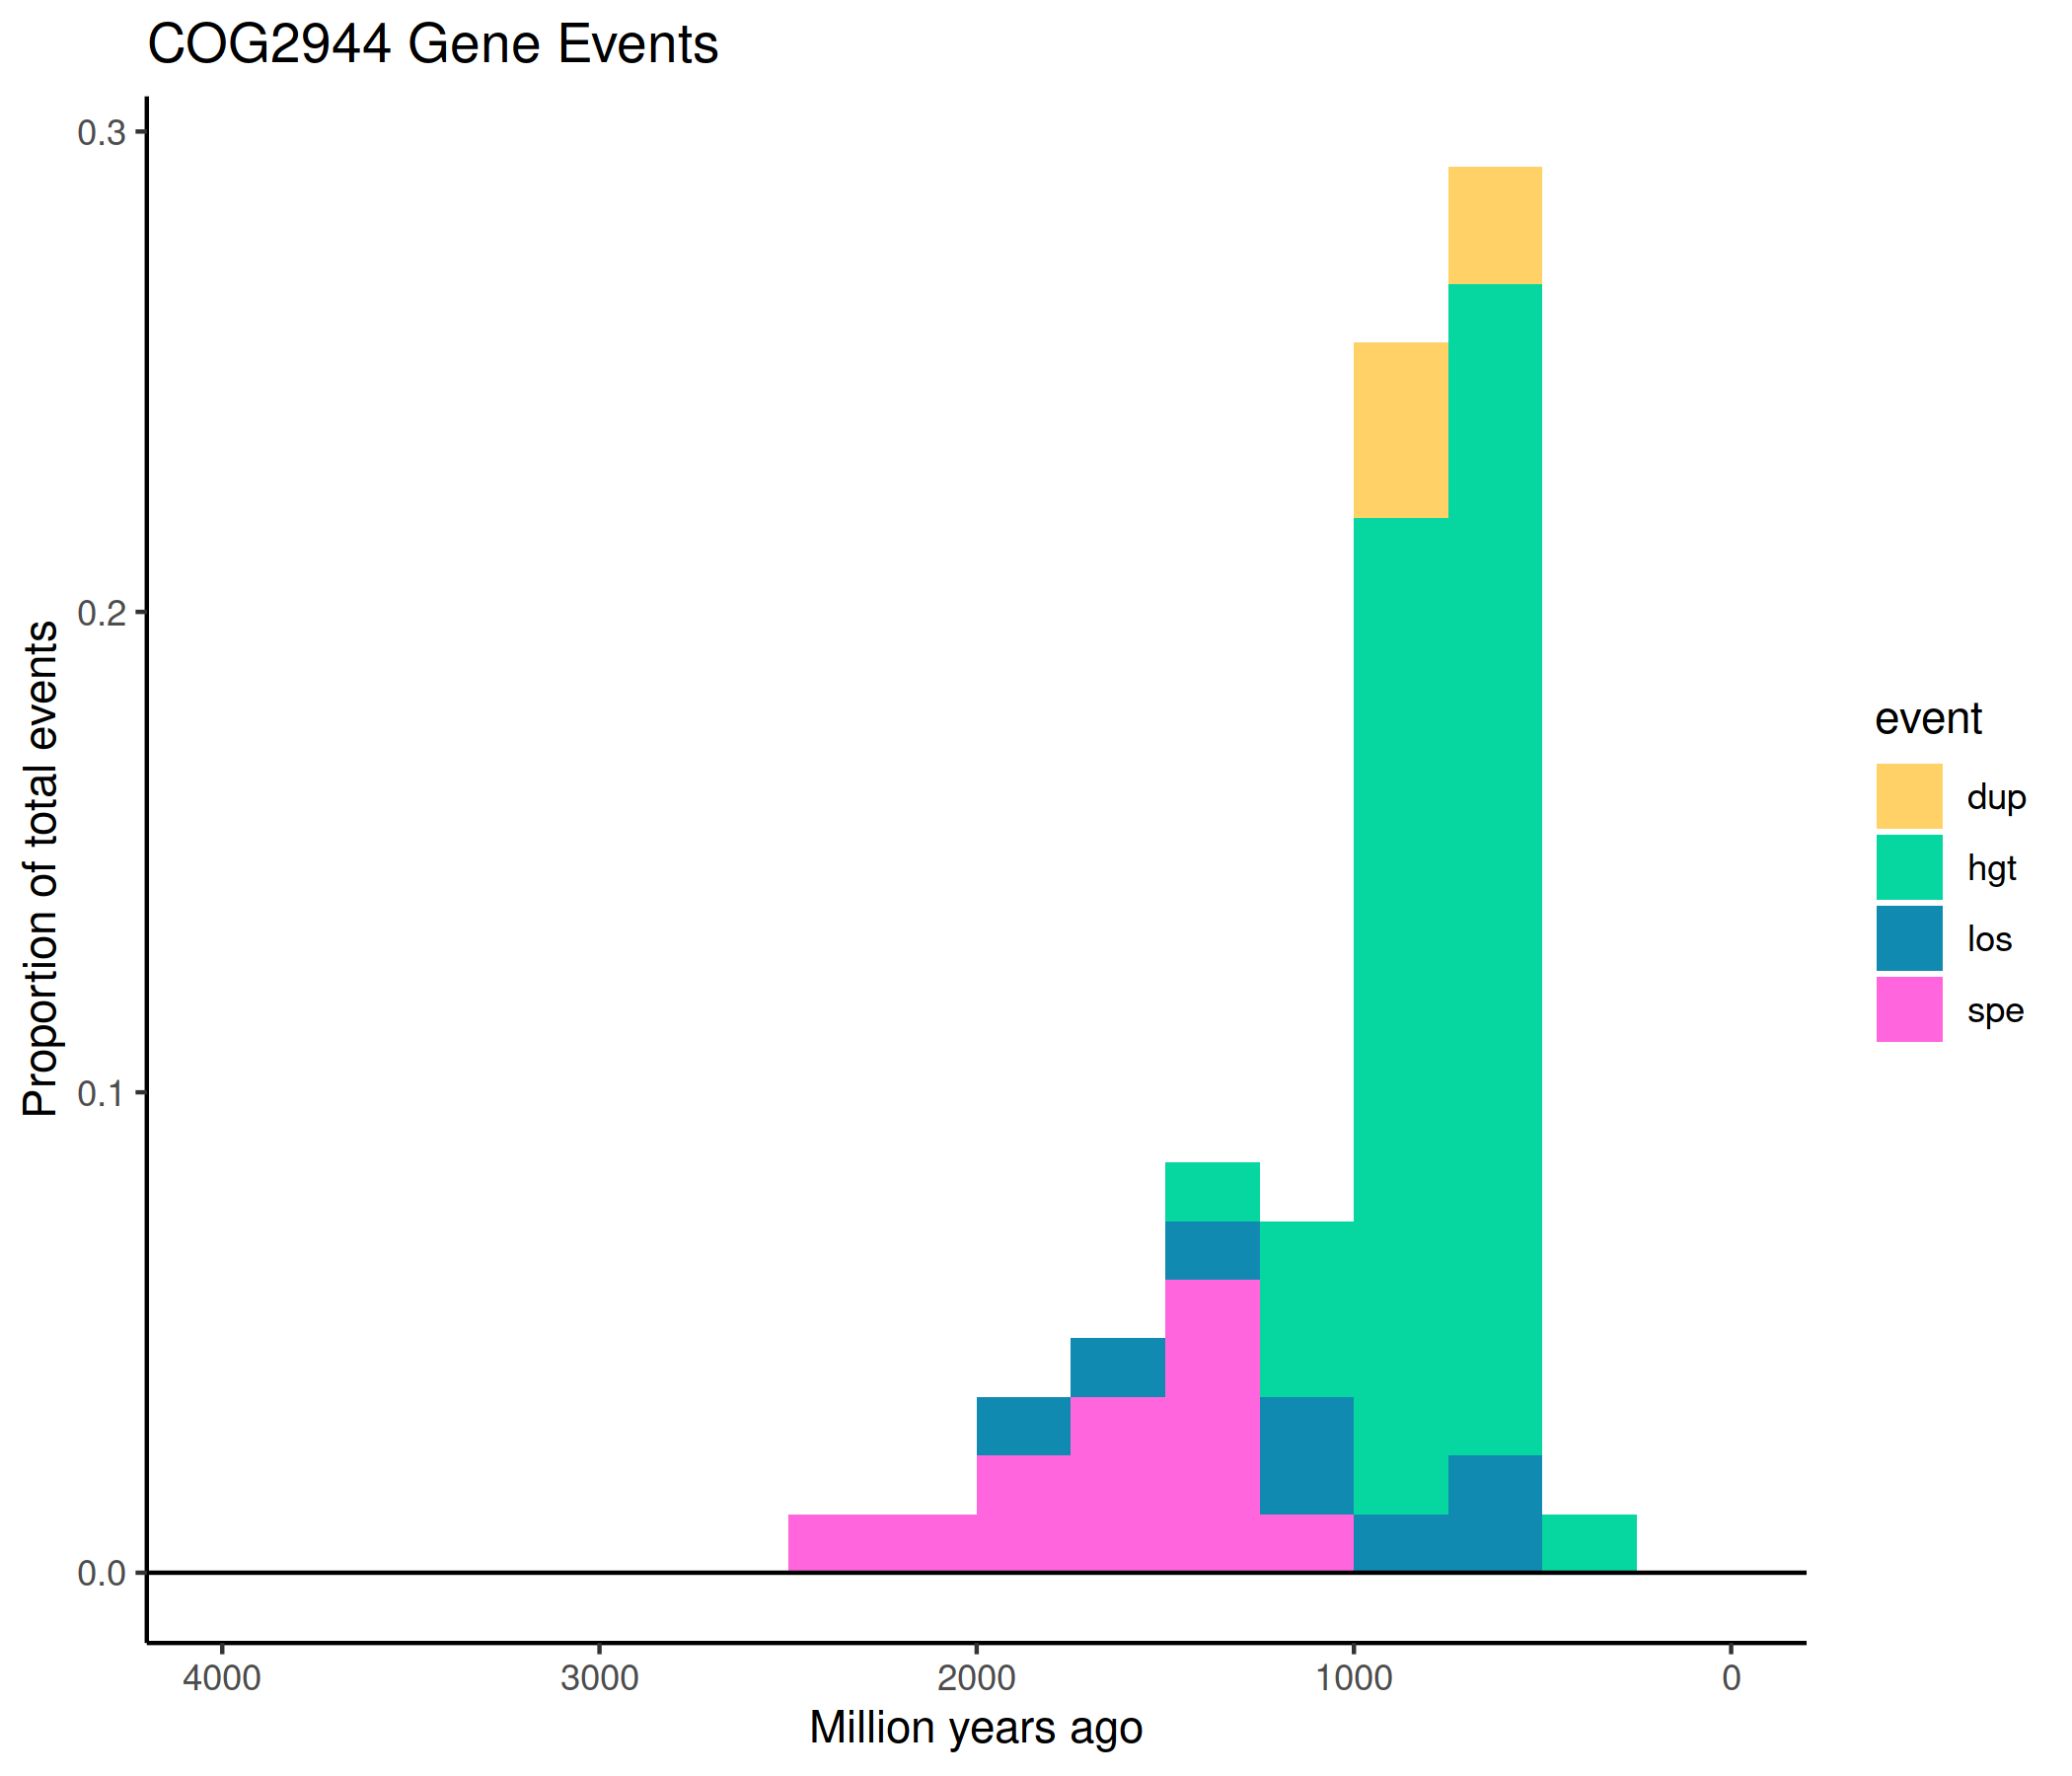 COG2944 Gene Events
0.3
0.2
0.1
0.0
Proportion of total events
4000 3000 2000 1000 0
Million years ago
event
dup
hgt
los
spe